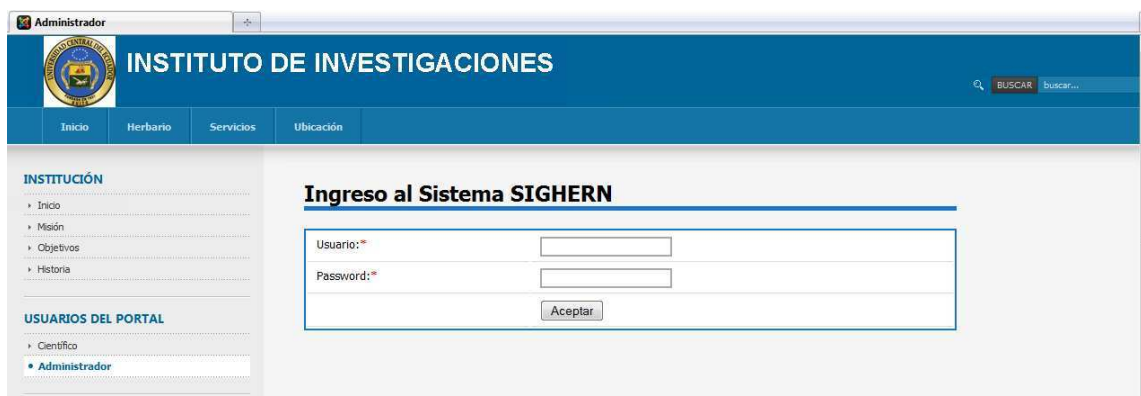 Administrador
INSTITUTO DE INVESTIGACIONES
BUSCAR buscar...
Inicio Herbario Servicios Ubicación
INSTITUCIÓN
Inicio
Misión
Objetivos
Historia
USUARIOS DEL PORTAL
Científico
Administrador
Ingreso al Sistema SIGHERN
Usuario:*
Password:*
Aceptar